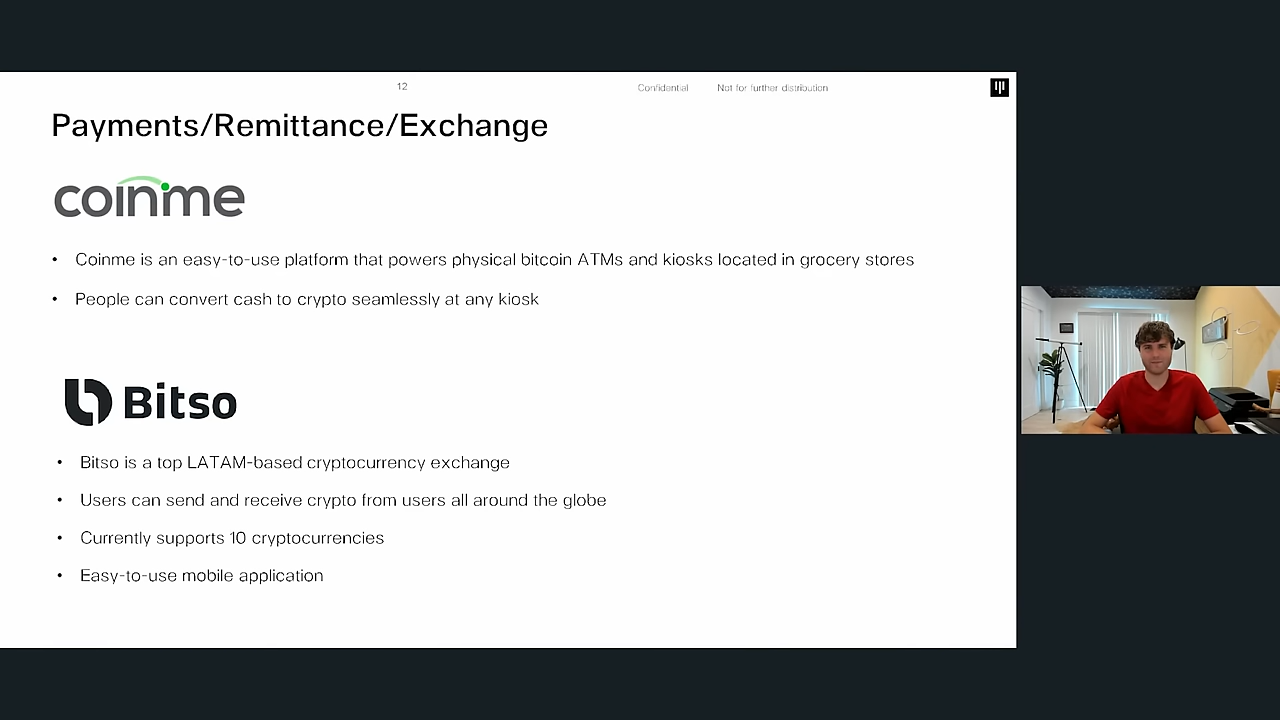 12
Confidential
Not for further distribution
Payments/Remittance/Exchange
coinme
• Coinme is an easy-to-use platform that powers physical bitcoin ATMs and kiosks located in grocery stores
• People can convert cash to crypto seamlessly at any kiosk
Bitso
• Bitso is a top LATAM-based cryptocurrency exchange
• Users can send and receive crypto from users all around the globe
• Currently supports 10 cryptocurrencies
• Easy-to-use mobile application